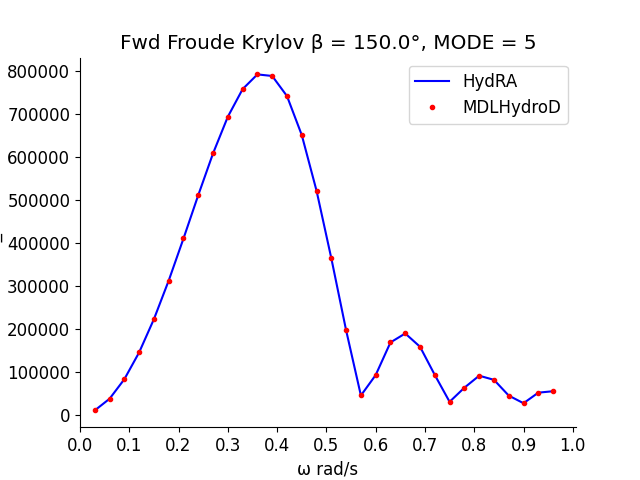 Fwd Froude Krylov β = 150.0°, MODE = 5
HydRA
MDLHydroD
800000
700000
600000
500000
400000
300000
200000
100000
0
0.0 0.1 0.2 0.3 0.4 0.5 0.6 0.7 0.8 0.9 1.0
ω rad/s